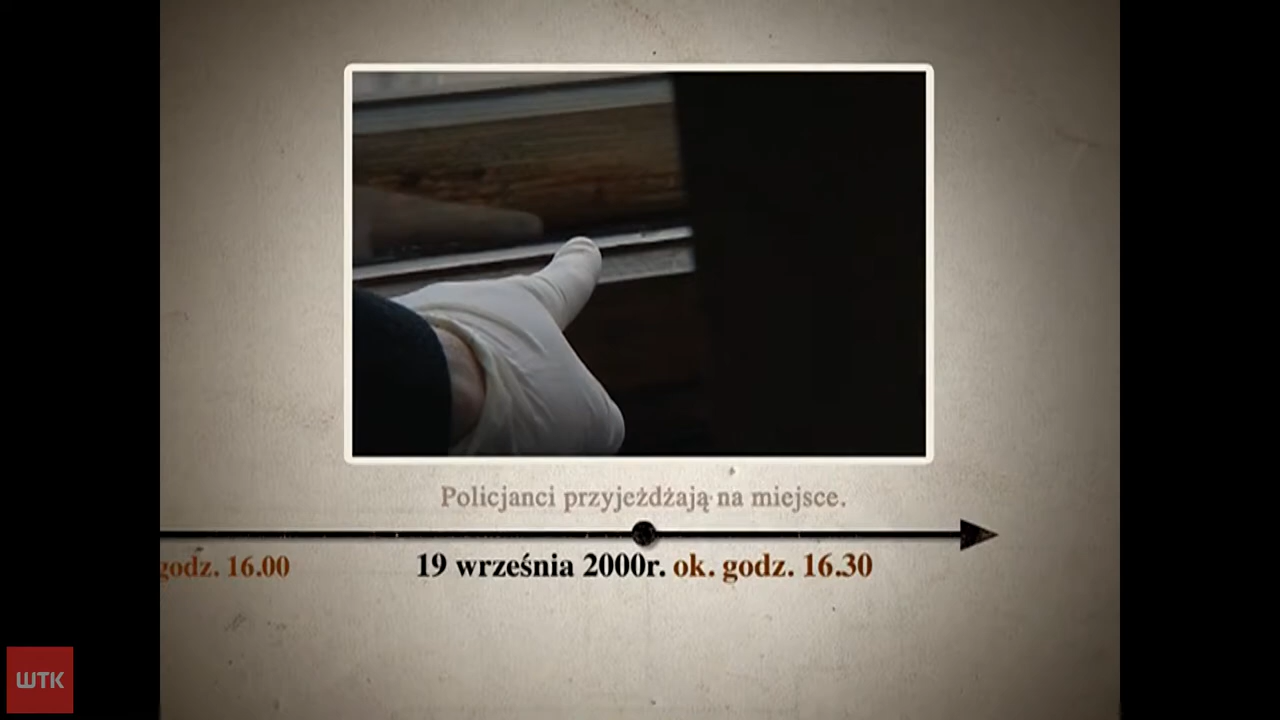 Policjanci przyjeżdżają na miejsce.
godz. 16.00
19 września 2000r. ok. godz. 16.30
WTK